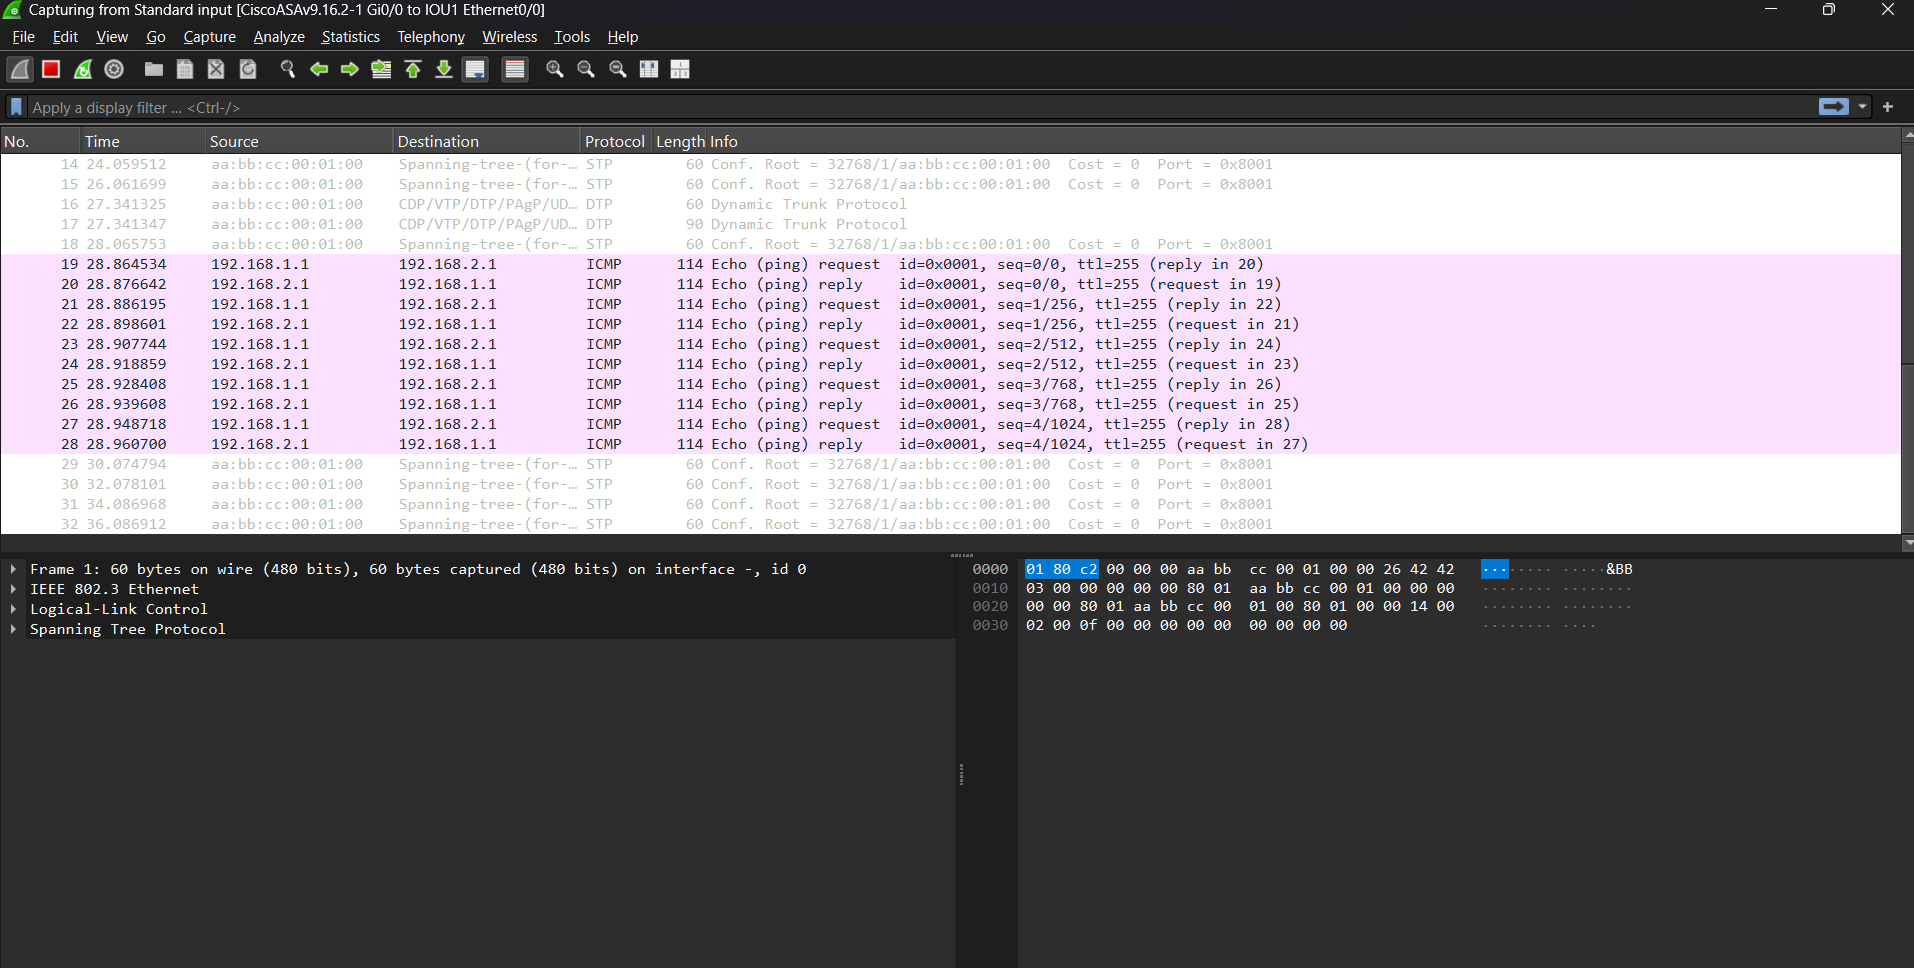 Capturing from Standard input [CiscoASAv9.16.2-1 Gi0/0 to IOU1 Ethernet0/0]
File Edit View Go Capture Analyze Statistics Telephony Wireless Tools Help
Apply a display filter ... <Ctrl-/>
No. Time Source Destination Protocol Length Info
14 24.059512 aa:bb:cc:00:01:00 Spanning-tree-(for-… STP 60 Conf. Root = 32768/1/aa:bb:cc:00:01:00 Cost = 0 Port = 0x8001
15 26.061699 aa:bb:cc:00:01:00 Spanning-tree-(for-… STP 60 Conf. Root = 32768/1/aa:bb:cc:00:01:00 Cost = 0 Port = 0x8001
16 27.341325 aa:bb:cc:00:01:00 CDP/VTP/DTP/PAgP/UD… DTP 60 Dynamic Trunk Protocol
17 27.341347 aa:bb:cc:00:01:00 CDP/VTP/DTP/PAgP/UD… DTP 90 Dynamic Trunk Protocol
18 28.065753 aa:bb:cc:00:01:00 Spanning-tree-(for-… STP 60 Conf. Root = 32768/1/aa:bb:cc:00:01:00 Cost = 0 Port = 0x8001
19 28.864534 192.168.1.1 192.168.2.1 ICMP 114 Echo (ping) request id=0x0001, seq=0/0, ttl=255 (reply in 20)
20 28.876642 192.168.2.1 192.168.1.1 ICMP 114 Echo (ping) reply id=0x0001, seq=0/0, ttl=255 (request in 19)
21 28.886195 192.168.1.1 192.168.2.1 ICMP 114 Echo (ping) request id=0x0001, seq=1/256, ttl=255 (reply in 22)
22 28.898601 192.168.2.1 192.168.1.1 ICMP 114 Echo (ping) reply id=0x0001, seq=1/256, ttl=255 (request in 21)
23 28.907744 192.168.1.1 192.168.2.1 ICMP 114 Echo (ping) request id=0x0001, seq=2/512, ttl=255 (reply in 24)
24 28.918859 192.168.2.1 192.168.1.1 ICMP 114 Echo (ping) reply id=0x0001, seq=2/512, ttl=255 (request in 23)
25 28.928408 192.168.1.1 192.168.2.1 ICMP 114 Echo (ping) request id=0x0001, seq=3/768, ttl=255 (reply in 26)
26 28.939608 192.168.2.1 192.168.1.1 ICMP 114 Echo (ping) reply id=0x0001, seq=3/768, ttl=255 (request in 25)
27 28.948718 192.168.1.1 192.168.2.1 ICMP 114 Echo (ping) request id=0x0001, seq=4/1024, ttl=255 (reply in 28)
28 28.960700 192.168.2.1 192.168.1.1 ICMP 114 Echo (ping) reply id=0x0001, seq=4/1024, ttl=255 (request in 27)
29 30.074794 aa:bb:cc:00:01:00 Spanning-tree-(for-… STP 60 Conf. Root = 32768/1/aa:bb:cc:00:01:00 Cost = 0 Port = 0x8001
30 32.078101 aa:bb:cc:00:01:00 Spanning-tree-(for-… STP 60 Conf. Root = 32768/1/aa:bb:cc:00:01:00 Cost = 0 Port = 0x8001
31 34.086968 aa:bb:cc:00:01:00 Spanning-tree-(for-… STP 60 Conf. Root = 32768/1/aa:bb:cc:00:01:00 Cost = 0 Port = 0x8001
32 36.086912 aa:bb:cc:00:01:00 Spanning-tree-(for-… STP 60 Conf. Root = 32768/1/aa:bb:cc:00:01:00 Cost = 0 Port = 0x8001
Frame 1: 60 bytes on wire (480 bits), 60 bytes captured (480 bits) on interface -, id 0
IEEE 802.3 Ethernet
Logical-Link Control
Spanning Tree Protocol
0000 01 80 c2 00 00 00 aa bb cc 00 01 00 00 26 42 42 ········ ·····&BB
0010 03 00 00 00 00 00 80 01 aa bb cc 00 01 00 00 00 ········ ········
0020 00 00 80 01 aa bb cc 00 01 00 80 01 00 00 14 00 ········ ········
0030 02 00 0f 00 00 00 00 00 00 00 00 00 ········ ····